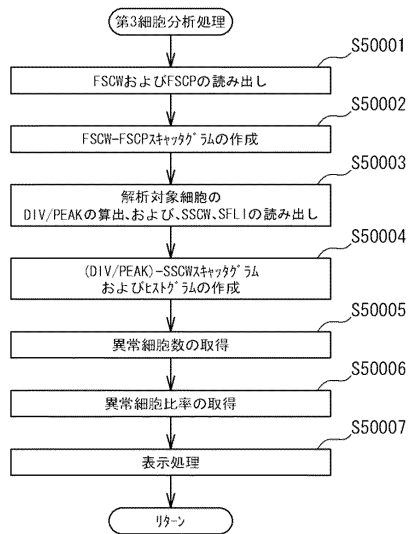 第3細胞分析処理
S50001
FSCWおよびFSCPの読み出し
S50002
FSCW-FSCPスキャッタグラムの作成
S50003
解析対象細胞の
DIV/PEAKの算出、および、SSCW、SFLIの読み出し
S50004
(DIV/PEAK)-SSCWスキャッタグラム
およびヒストグラムの作成
S50005
異常細胞数の取得
S50006
異常細胞比率の取得
S50007
表示処理
リターン